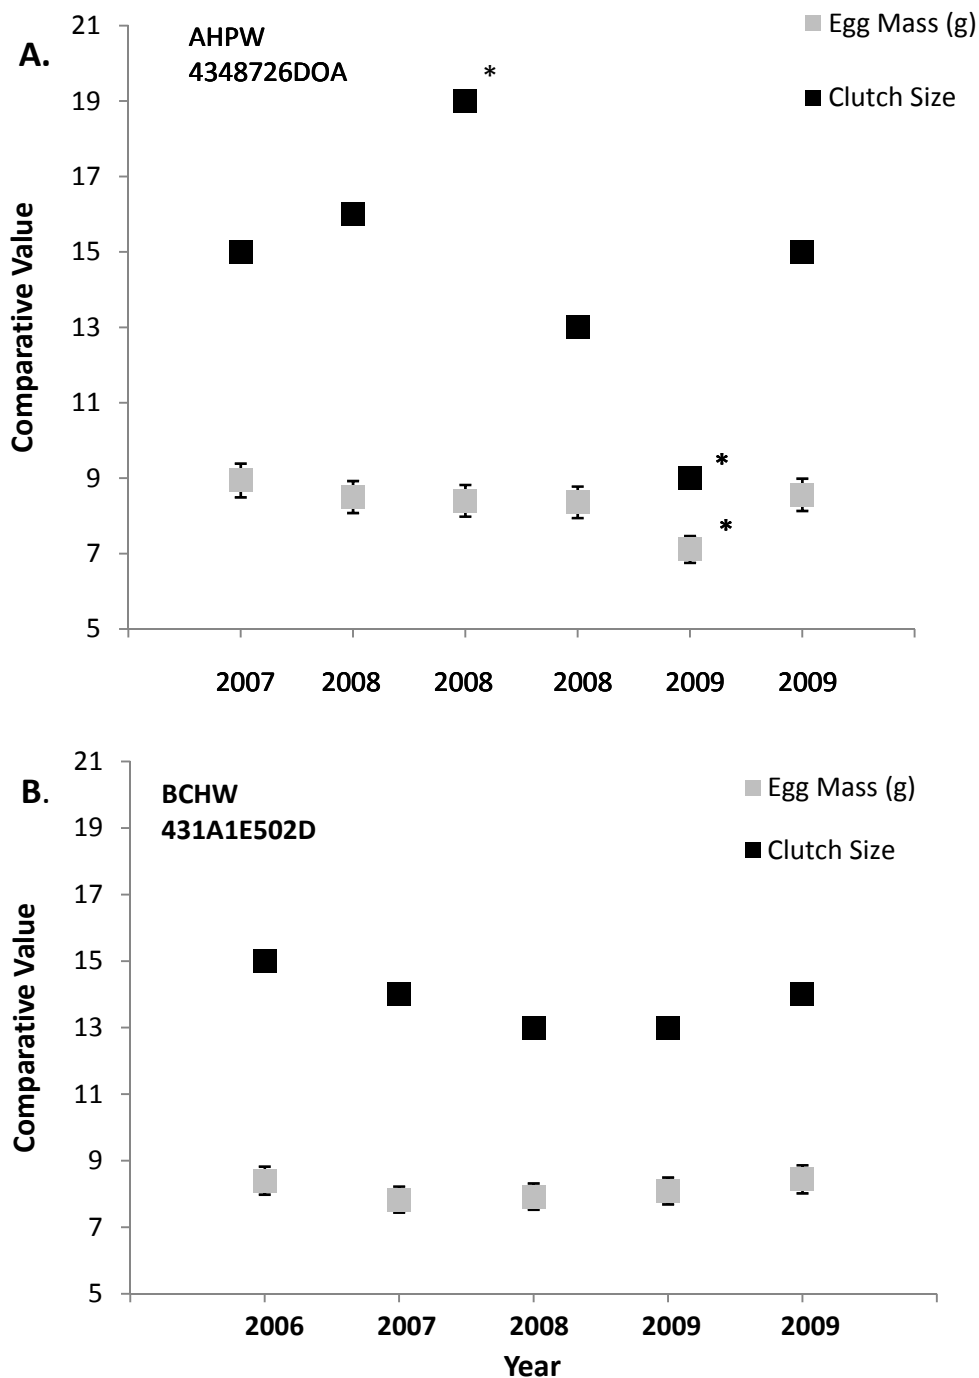 A.
AHPW
4348726DOA
Egg Mass (g)
Clutch Size
Comparative Value
21
19
17
15
13
11
9
7
5
*
*
*
2007 2008 2008 2008 2009 2009
B.
BCHW
431A1E502D
Egg Mass (g)
Clutch Size
Comparative Value
21
19
17
15
13
11
9
7
5
2006 2007 2008 2009 2009
Year